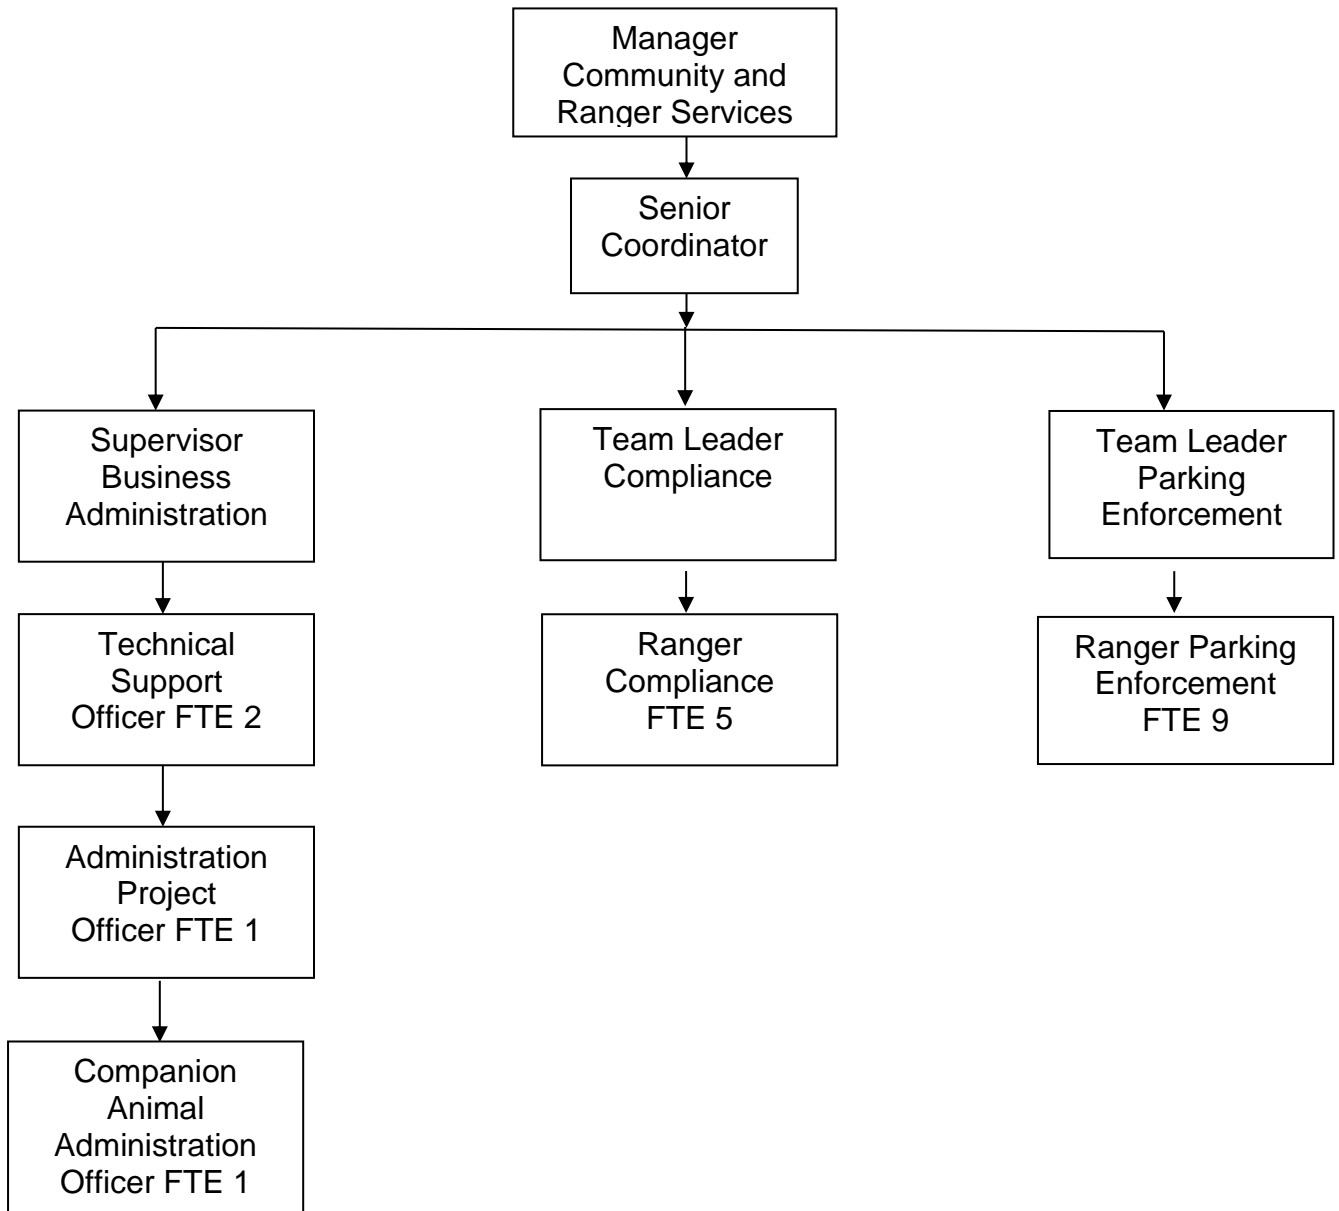 Manager
Community and
Ranger Services
Senior
Coordinator
Supervisor
Business
Administration
Team Leader
Compliance
Team Leader
Parking
Enforcement
Technical
Support
Officer FTE 2
Ranger
Compliance
FTE 5
Ranger Parking
Enforcement
FTE 9
Administration
Project
Officer FTE 1
Companion
Animal
Administration
Officer FTE 1